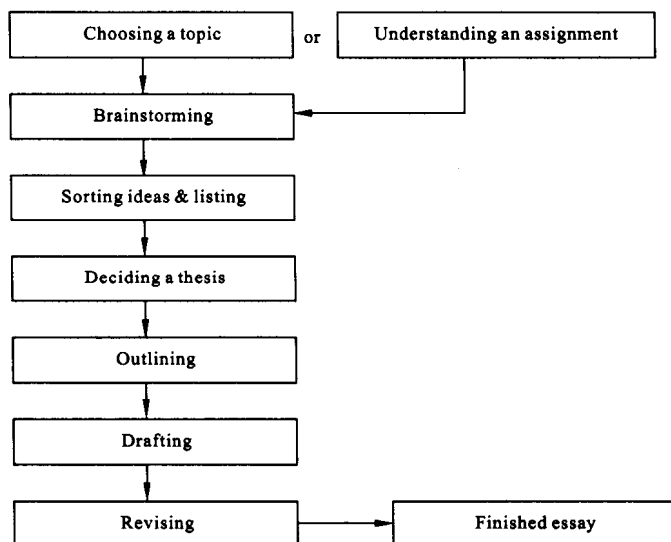 Choosing a topic or Understanding an assignment
Brainstorming
Sorting ideas & listing
Deciding a thesis
Outlining
Drafting
Revising Finished essay